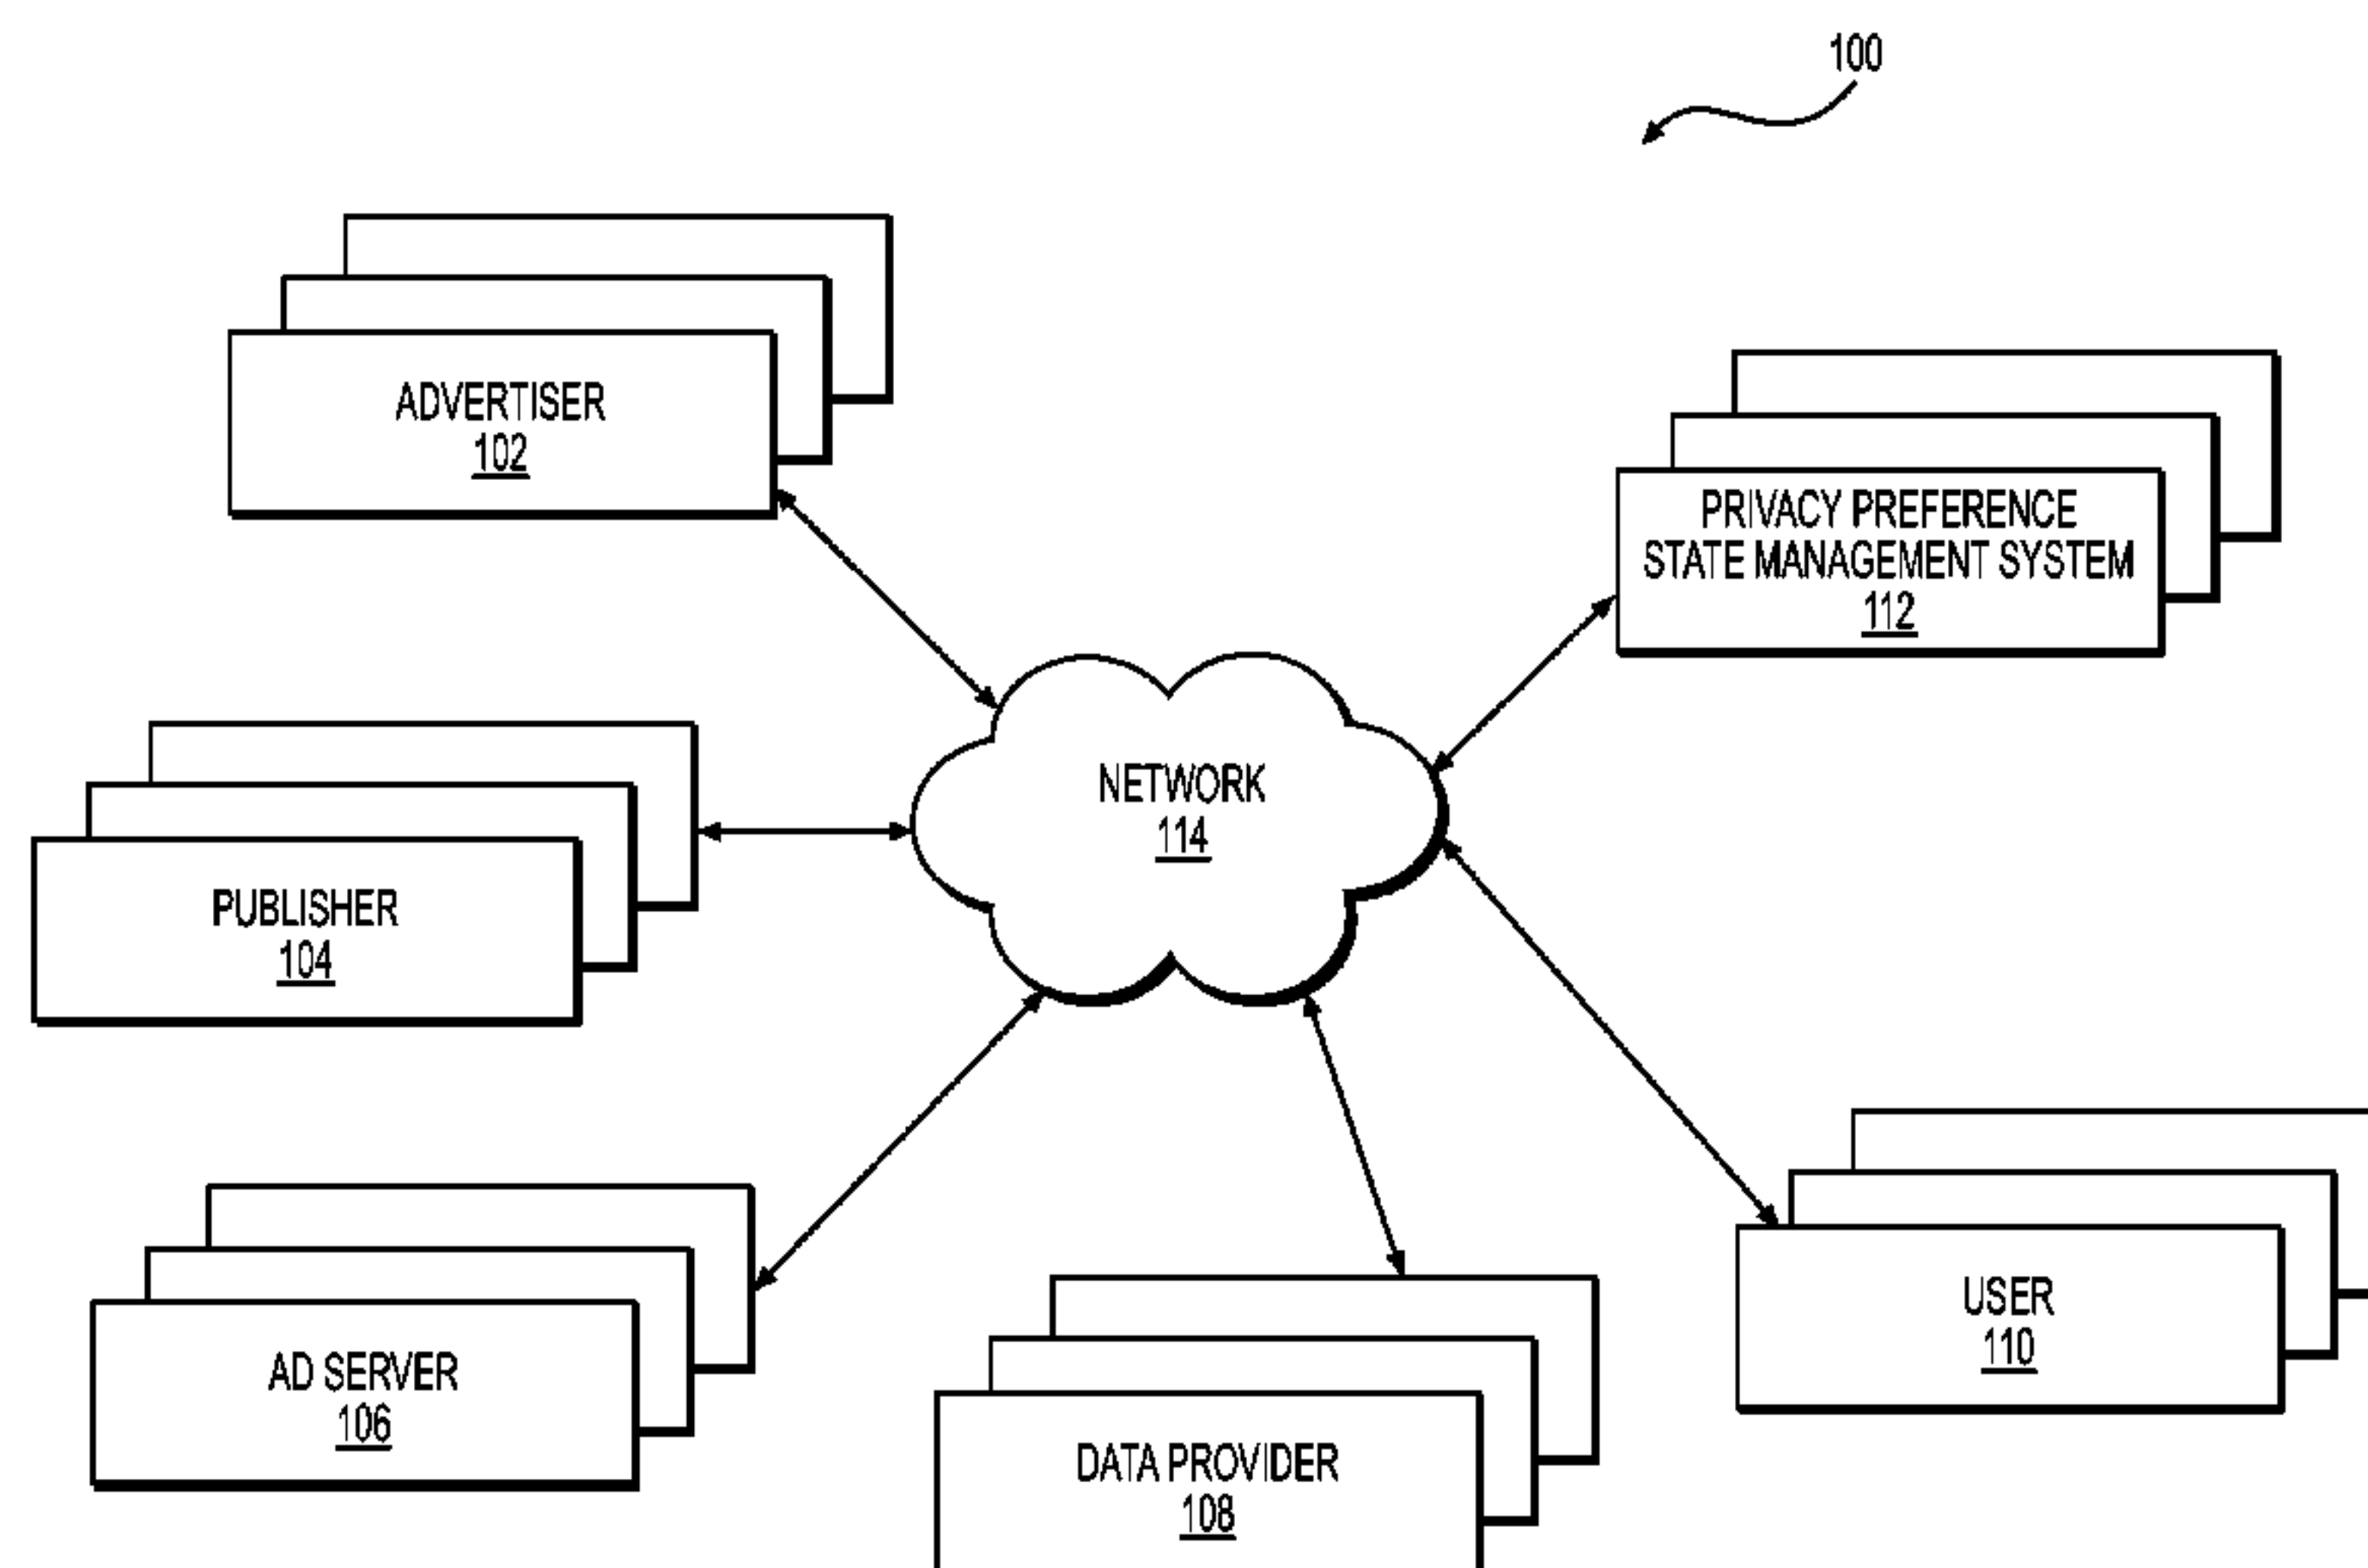 100
ADVERTISER
102
PRIVACY PREFERENCE
STATE MANAGEMENT SYSTEM
112
NETWORK
114
PUBLISHER
104
USER
110
AD SERVER
106
DATA PROVIDER
108